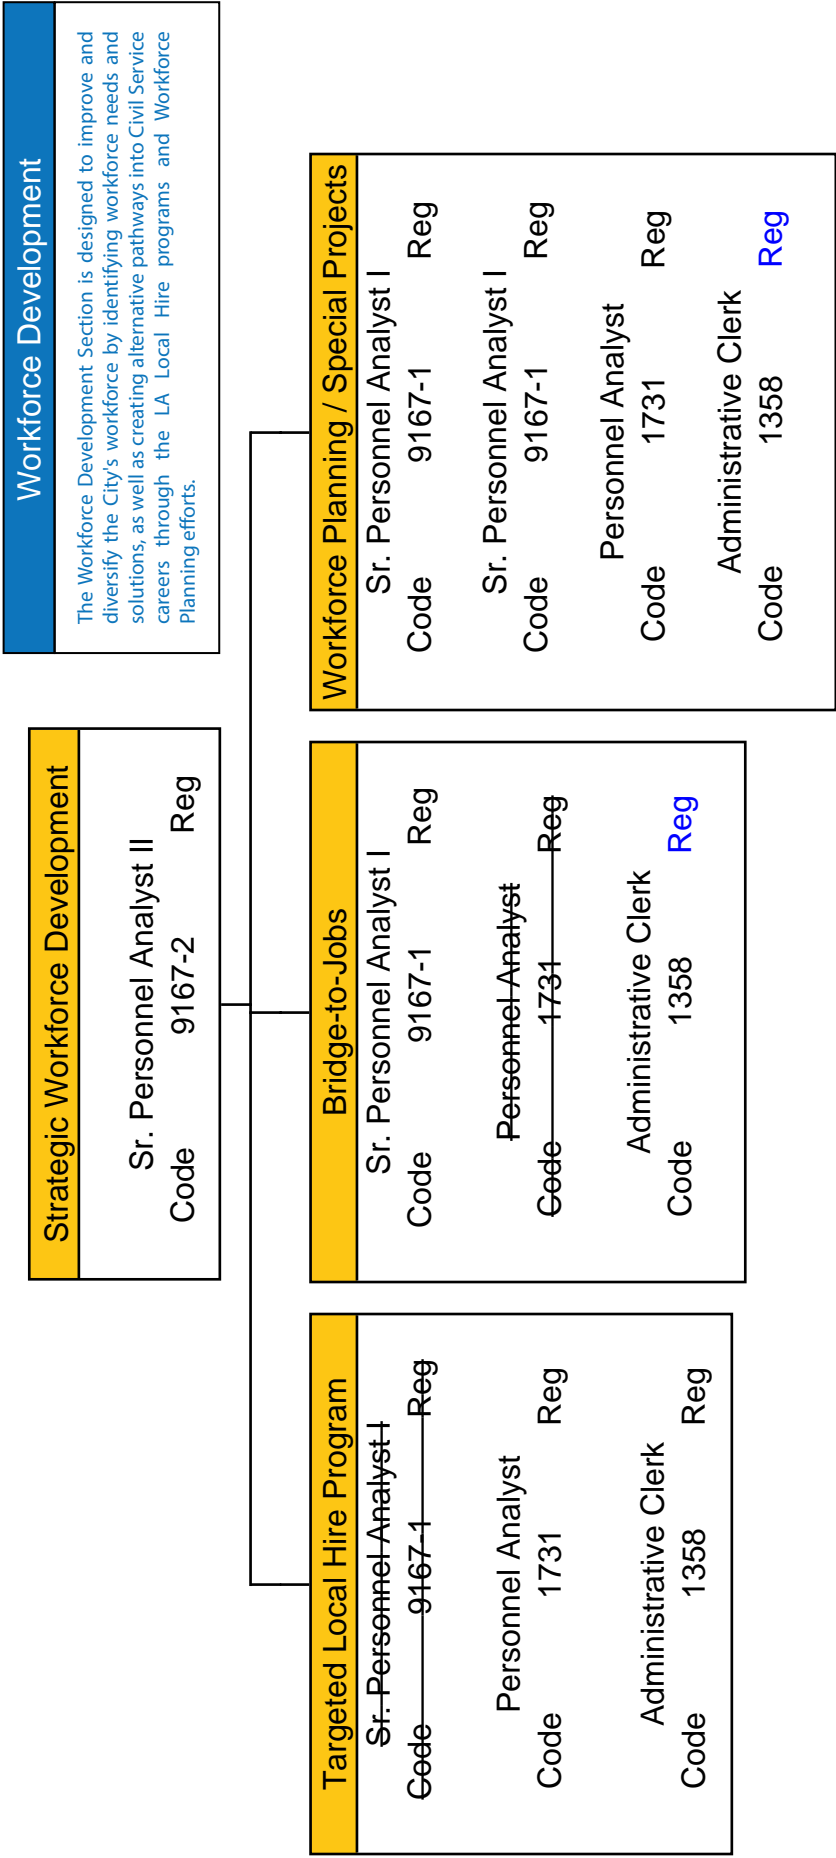 Workforce Development
The Workforce Development Section is designed to improve and
diversify the City's workforce by identifying workforce needs and
solutions, as well as creating alternative pathways into Civil Service
careers through the LA Local Hire programs and Workforce
Planning efforts.
Strategic Workforce Development
Sr. Personnel Analyst II
Code 9167-2 Reg
Targeted Local Hire Program
Sr. Personnel Analyst I
Code 9167-1 Reg
Personnel Analyst
Code 1731 Reg
Administrative Clerk
Code 1358 Reg
Bridge-to-Jobs
Sr. Personnel Analyst I
Code 9167-1 Reg
Personnel Analyst
Code 1731 Reg
Administrative Clerk
Code 1358 Reg
Workforce Planning / Special Projects
Sr. Personnel Analyst I
Code 9167-1 Reg
Sr. Personnel Analyst I
Code 9167-1 Reg
Personnel Analyst
Code 1731 Reg
Administrative Clerk
Code 1358 Reg